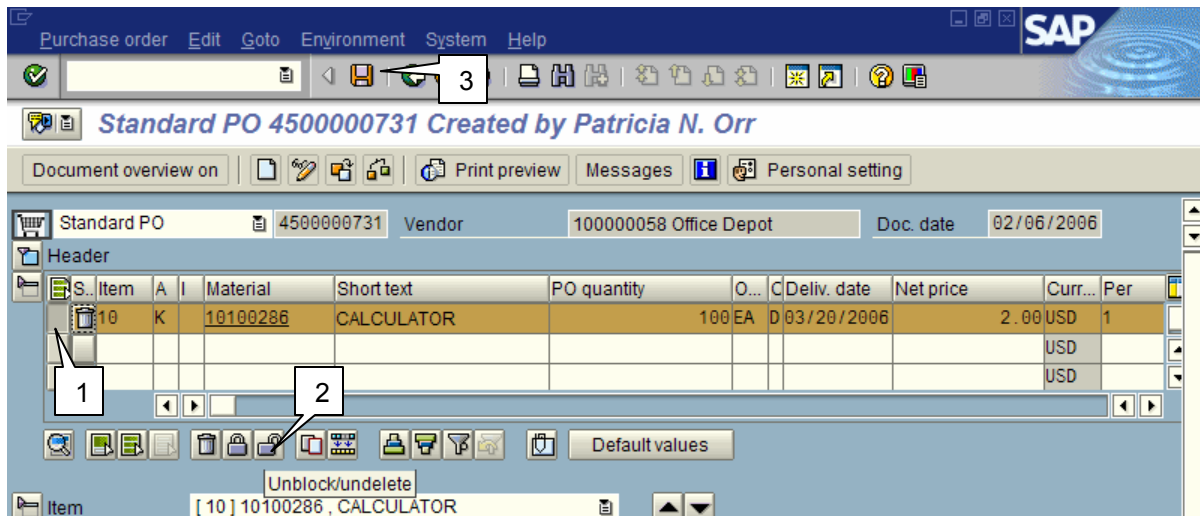 Purchase order Edit Goto Environment System Help
SAP
3
Standard PO 4500000731 Created by Patricia N. Orr
Document overview on Print preview Messages Personal setting
Standard PO 4500000731 Vendor 100000058 Office Depot Doc. date 02/06/2006
Header
S.. Item A I Material Short text PO quantity O... C Deliv. date Net price Curr... Per
10 K 10100286 CALCULATOR 100 EA D 03/20/2006 2.00 USD 1
USD
USD
1
2
Default values
Unblock/undelete
Item [ 10 ] 10100286 , CALCULATOR